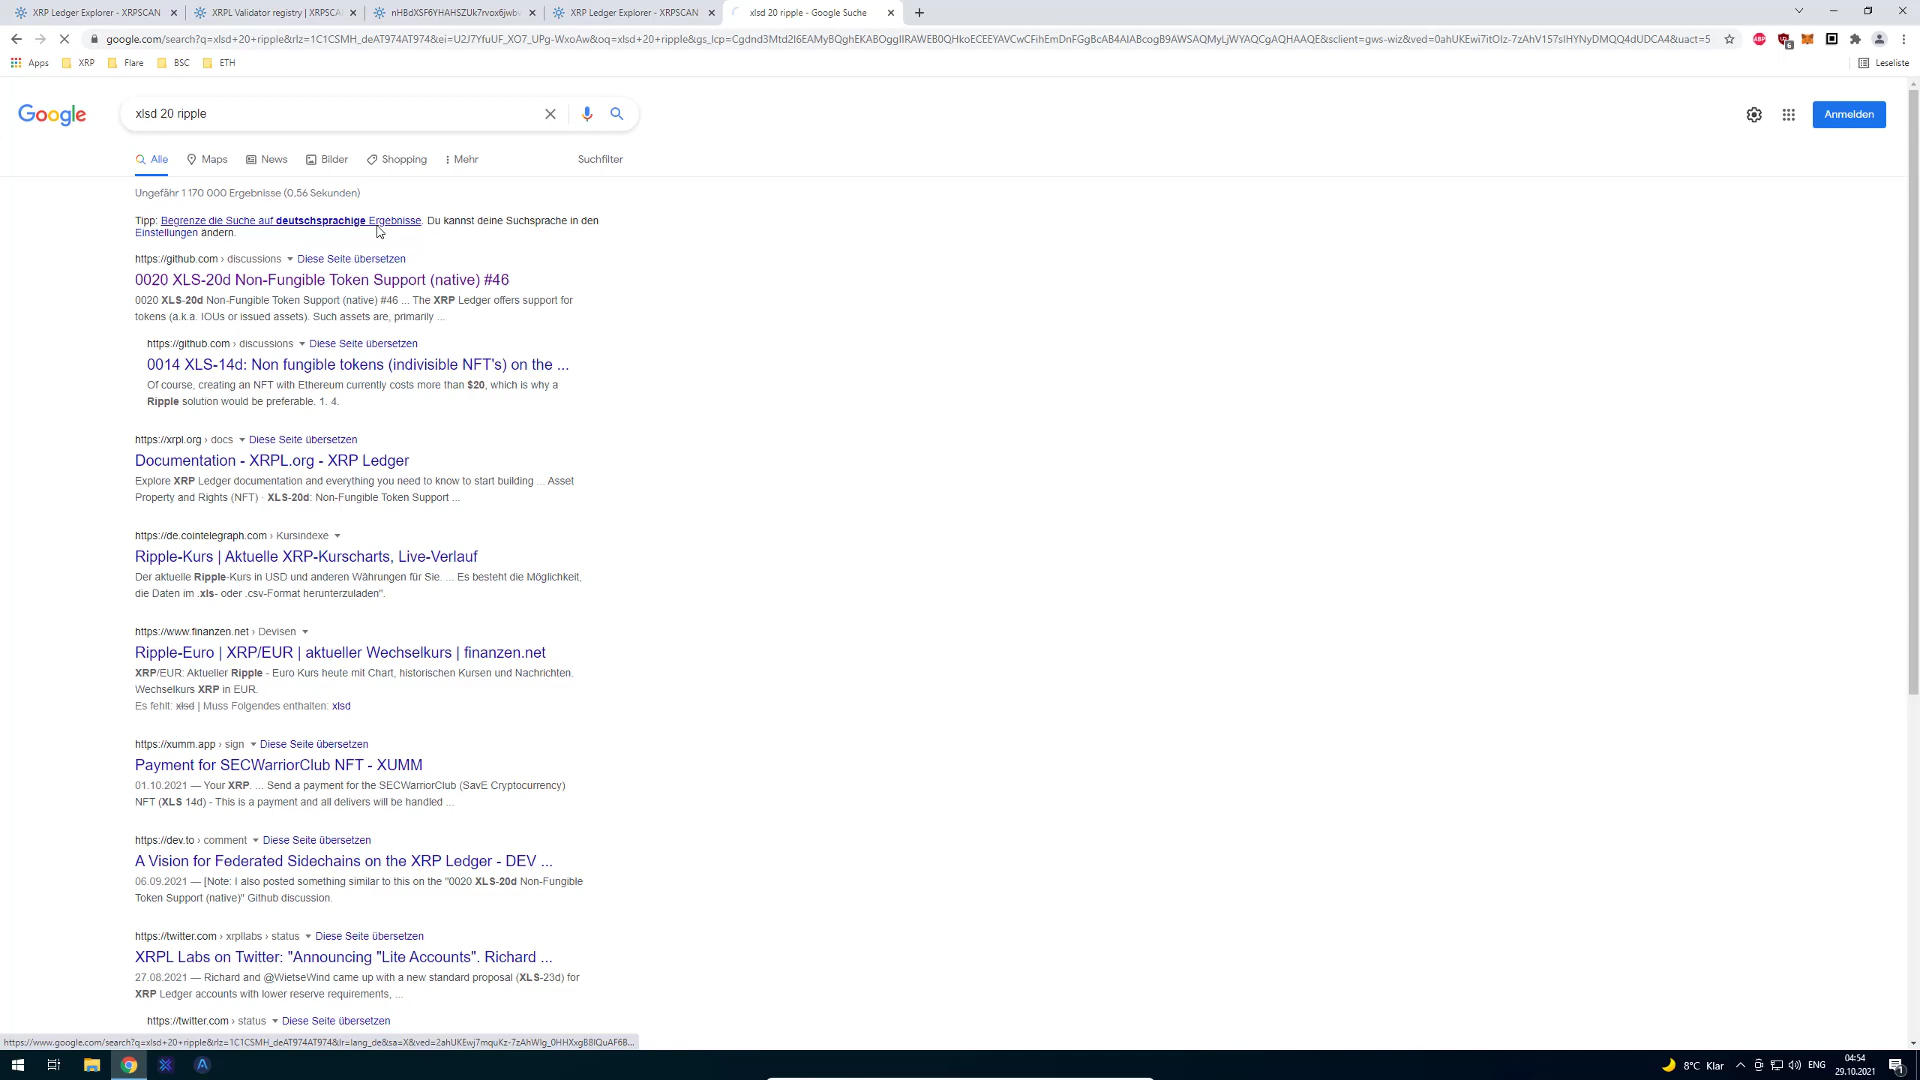 XRP Ledger Explorer - XRPSCAN
XRPL Validator registry | XRPSCA
XRP Ledger Explorer - XRPSCAN
xlsd 20 ripple - Google Suche
Apps
XRP
Flare
BSC
ETH
Leseliste
Google
xlsd 20 ripple
Anmelden
Alle
Maps
News
Bilder
Shopping
Mehr
Suchfilter
Ungefähr 1 170 000 Ergebnisse (0,56 Sekunden)
Tipp: Begrenze die Suche auf deutschsprachige Ergebnisse. Du kannst deine Suchsprache in den
Einstellungen ändern.
https://github.com › discussions Diese Seite übersetzen
0020 XLS-20d Non-Fungible Token Support (native) #46
0020 XLS-20d Non-Fungible Token Support (native) #46 ... The XRP Ledger offers support for
tokens (a.k.a. IOUs or issued assets). Such assets are, primarily ...
https://github.com › discussions Diese Seite übersetzen
0014 XLS-14d: Non fungible tokens (indivisible NFT's) on the ...
Of course, creating an NFT with Ethereum currently costs more than $20, which is why a
Ripple solution would be preferable. 1. 4.
https://xrpl.org › docs Diese Seite übersetzen
Documentation - XRPL.org - XRP Ledger
Explore XRP Ledger documentation and everything you need to know to start building ... Asset
Property and Rights (NFT) · XLS-20d: Non-Fungible Token Support ...
https://de.cointelegraph.com › Kursindexe
Ripple-Kurs | Aktuelle XRP-Kurscharts, Live-Verlauf
Der aktuelle Ripple-Kurs in USD und anderen Währungen für Sie. ... Es besteht die Möglichkeit,
die Daten im .xls- oder .csv-Format herunterzuladen".
https://www.finanzen.net › Devisen
Ripple-Euro | XRP/EUR | aktueller Wechselkurs | finanzen.net
XRP/EUR: Aktueller Ripple - Euro Kurs heute mit Chart, historischen Kursen und Nachrichten.
Wechselkurs XRP in EUR.
Es fehlt: xlsd | Muss Folgendes enthalten: xlsd
https://xumm.app › sign Diese Seite übersetzen
Payment for SECWarriorClub NFT - XUMM
01.10.2021 — Your XRP. ... Send a payment for the SECWarriorClub (SavE Cryptocurrency)
NFT (XLS 14d) - This is a payment and all delivers will be handled ...
https://dev.to › comment Diese Seite übersetzen
A Vision for Federated Sidechains on the XRP Ledger - DEV ...
06.09.2021 — [Note: I also posted something similar to this on the "0020 XLS-20d Non-Fungible
Token Support (native)" Github discussion.
https://twitter.com › xrpllabs › status Diese Seite übersetzen
XRPL Labs on Twitter: "Announcing "Lite Accounts". Richard ...
27.08.2021 — Richard and @WietseWind came up with a new standard proposal (XLS-23d) for
XRP Ledger accounts with lower reserve requirements, ...
https://twitter.com › status Diese Seite übersetzen
8°C Klar
ENG
04:54
29.10.2021